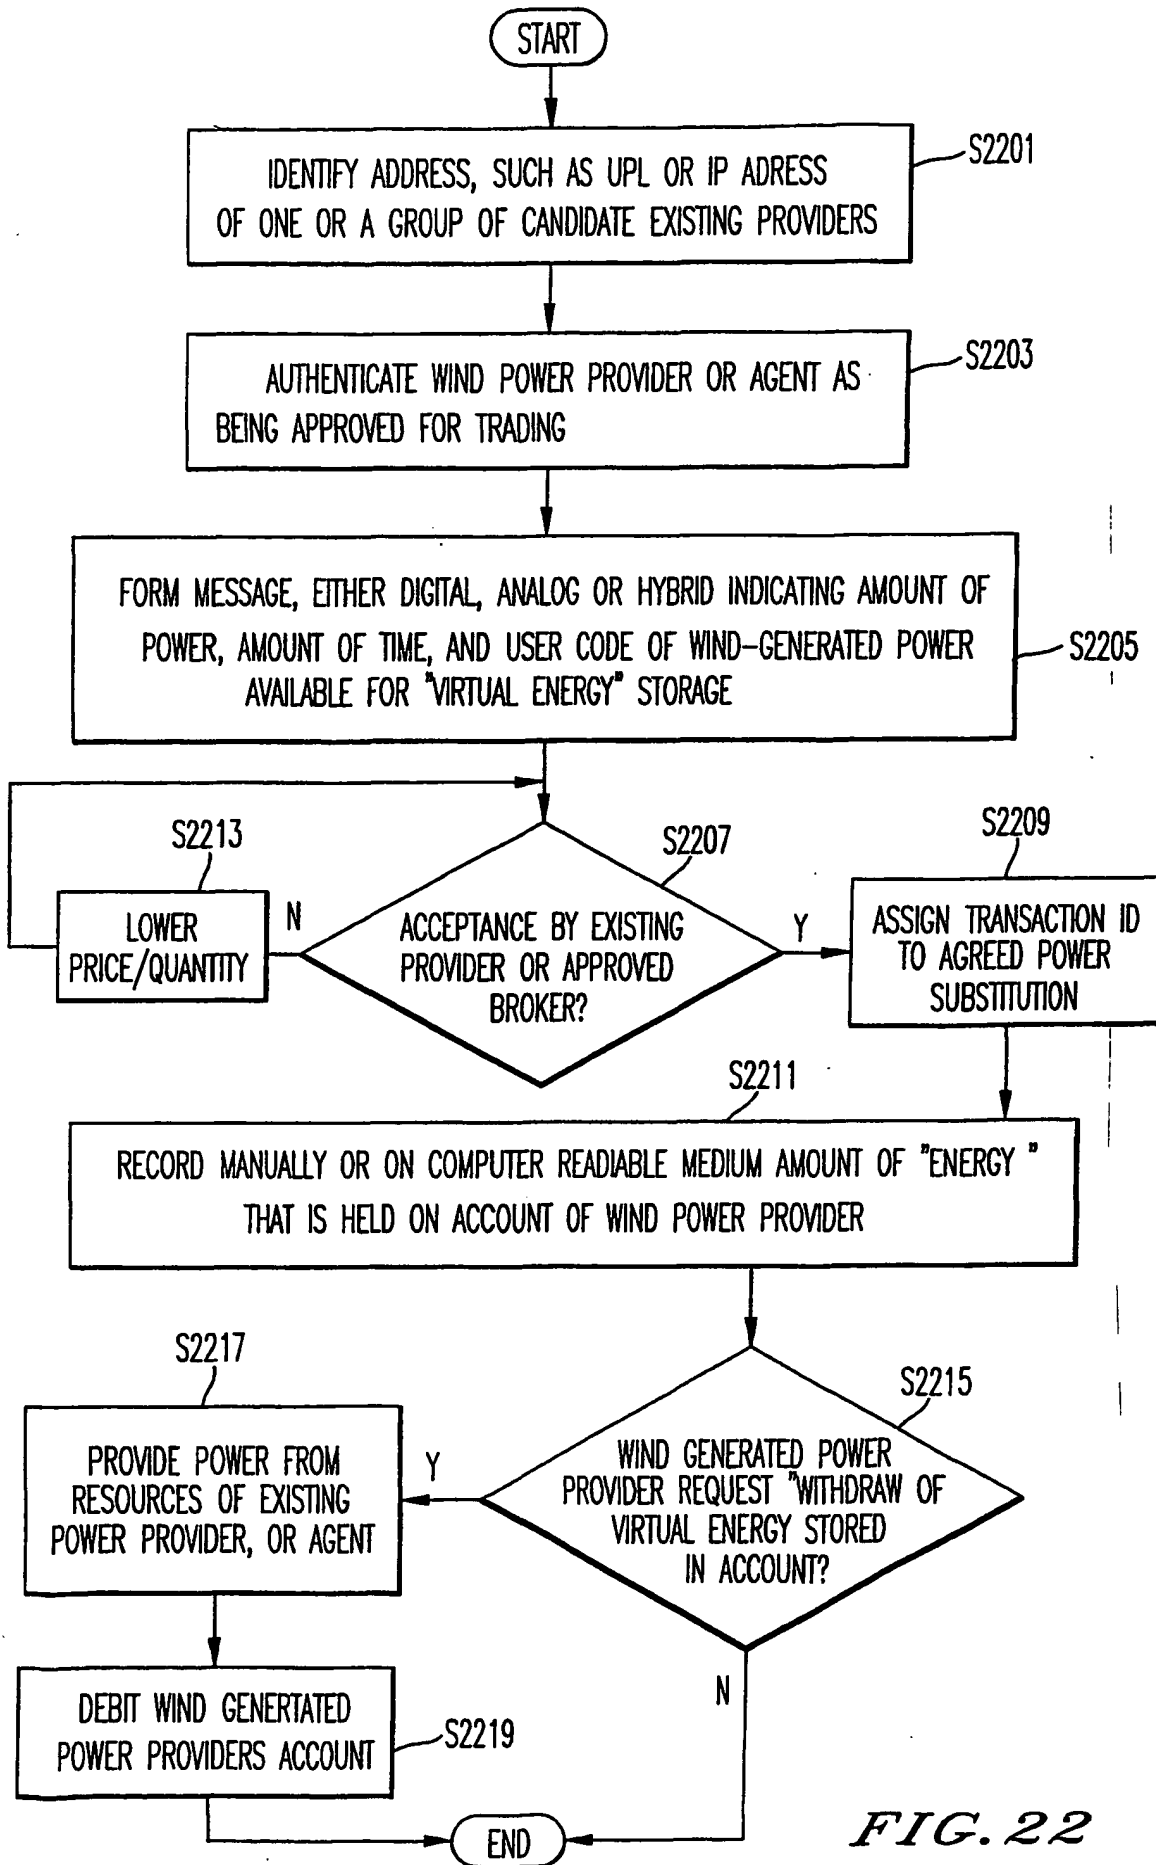 START
IDENTIFY ADDRESS, SUCH AS UPL OR IP ADRESS
OF ONE OR A GROUP OF CANDIDATE EXISTING PROVIDERS
S2201
AUTHENTICATE WIND POWER PROVIDER OR AGENT AS
BEING APPROVED FOR TRADING
S2203
FORM MESSAGE, EITHER DIGITAL, ANALOG OR HYBRID INDICATING AMOUNT OF
POWER, AMOUNT OF TIME, AND USER CODE OF WIND-GENERATED POWER
AVAILABLE FOR "VIRTUAL ENERGY" STORAGE
S2205
S2213
LOWER
PRICE/QUANTITY
N
S2207
ACCEPTANCE BY EXISTING
PROVIDER OR APPROVED
BROKER?
Y
S2209
ASSIGN TRANSACTION ID
TO AGREED POWER
SUBSTITUTION
S2211
RECORD MANUALLY OR ON COMPUTER READIABLE MEDIUM AMOUNT OF "ENERGY "
THAT IS HELD ON ACCOUNT OF WIND POWER PROVIDER
S2217
PROVIDE POWER FROM
RESOURCES OF EXISTING
POWER PROVIDER, OR AGENT
Y
S2215
WIND GENERATED POWER
PROVIDER REQUEST "WITHDRAW OF
VIRTUAL ENERGY STORED
IN ACCOUNT?
N
DEBIT WIND GENERTATED
POWER PROVIDERS ACCOUNT
S2219
END
FIG. 22